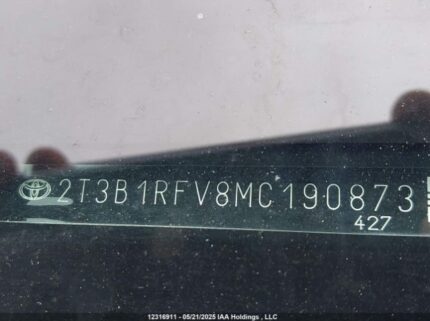 2T3B1RFV8MC190873
427
12316911 - 05/21/2025 IAA Holdings , LLC